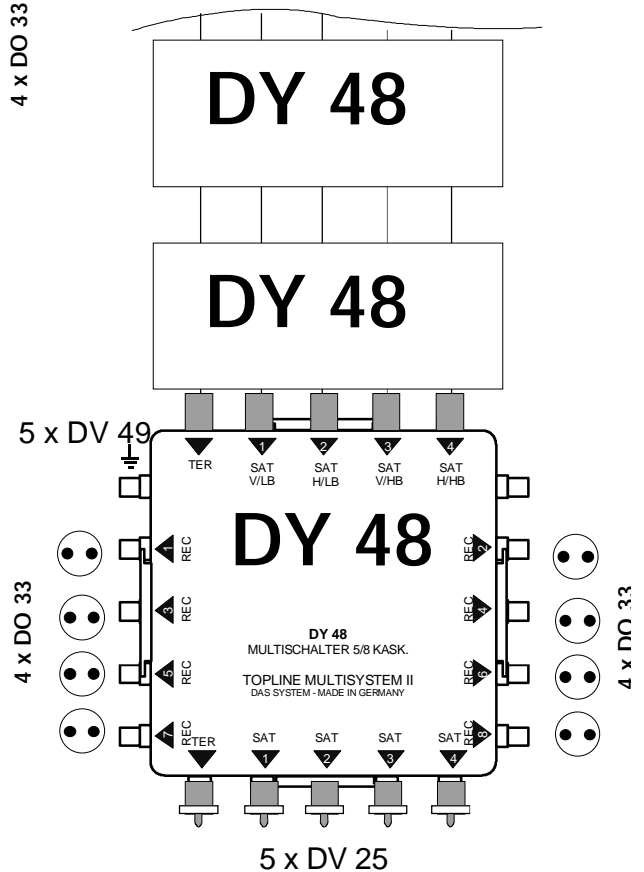 4 x DO 33
DY 48
DY 48
5 x DV 49
TER
1
2
3
4
SAT V/LB
SAT H/LB
SAT V/HB
SAT H/HB
DY 48
1 REC
REC 2
3 REC
REC 4
5 REC
REC 6
7 REC
REC 8
4 x DO 33
4 x DO 33
DY 48
MULTISCHALTER 5/8 KASK.
TOPLINE MULTISYSTEM II
DAS SYSTEM - MADE IN GERMANY
TER
SAT
SAT
SAT
SAT
1
2
3
4
5 x DV 25